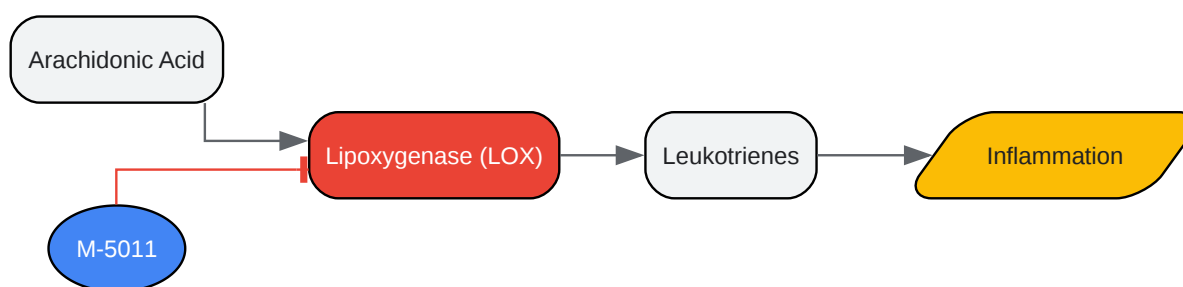 Arachidonic Acid
Lipoxygenase (LOX)
Leukotrienes
Inflammation
M-5011